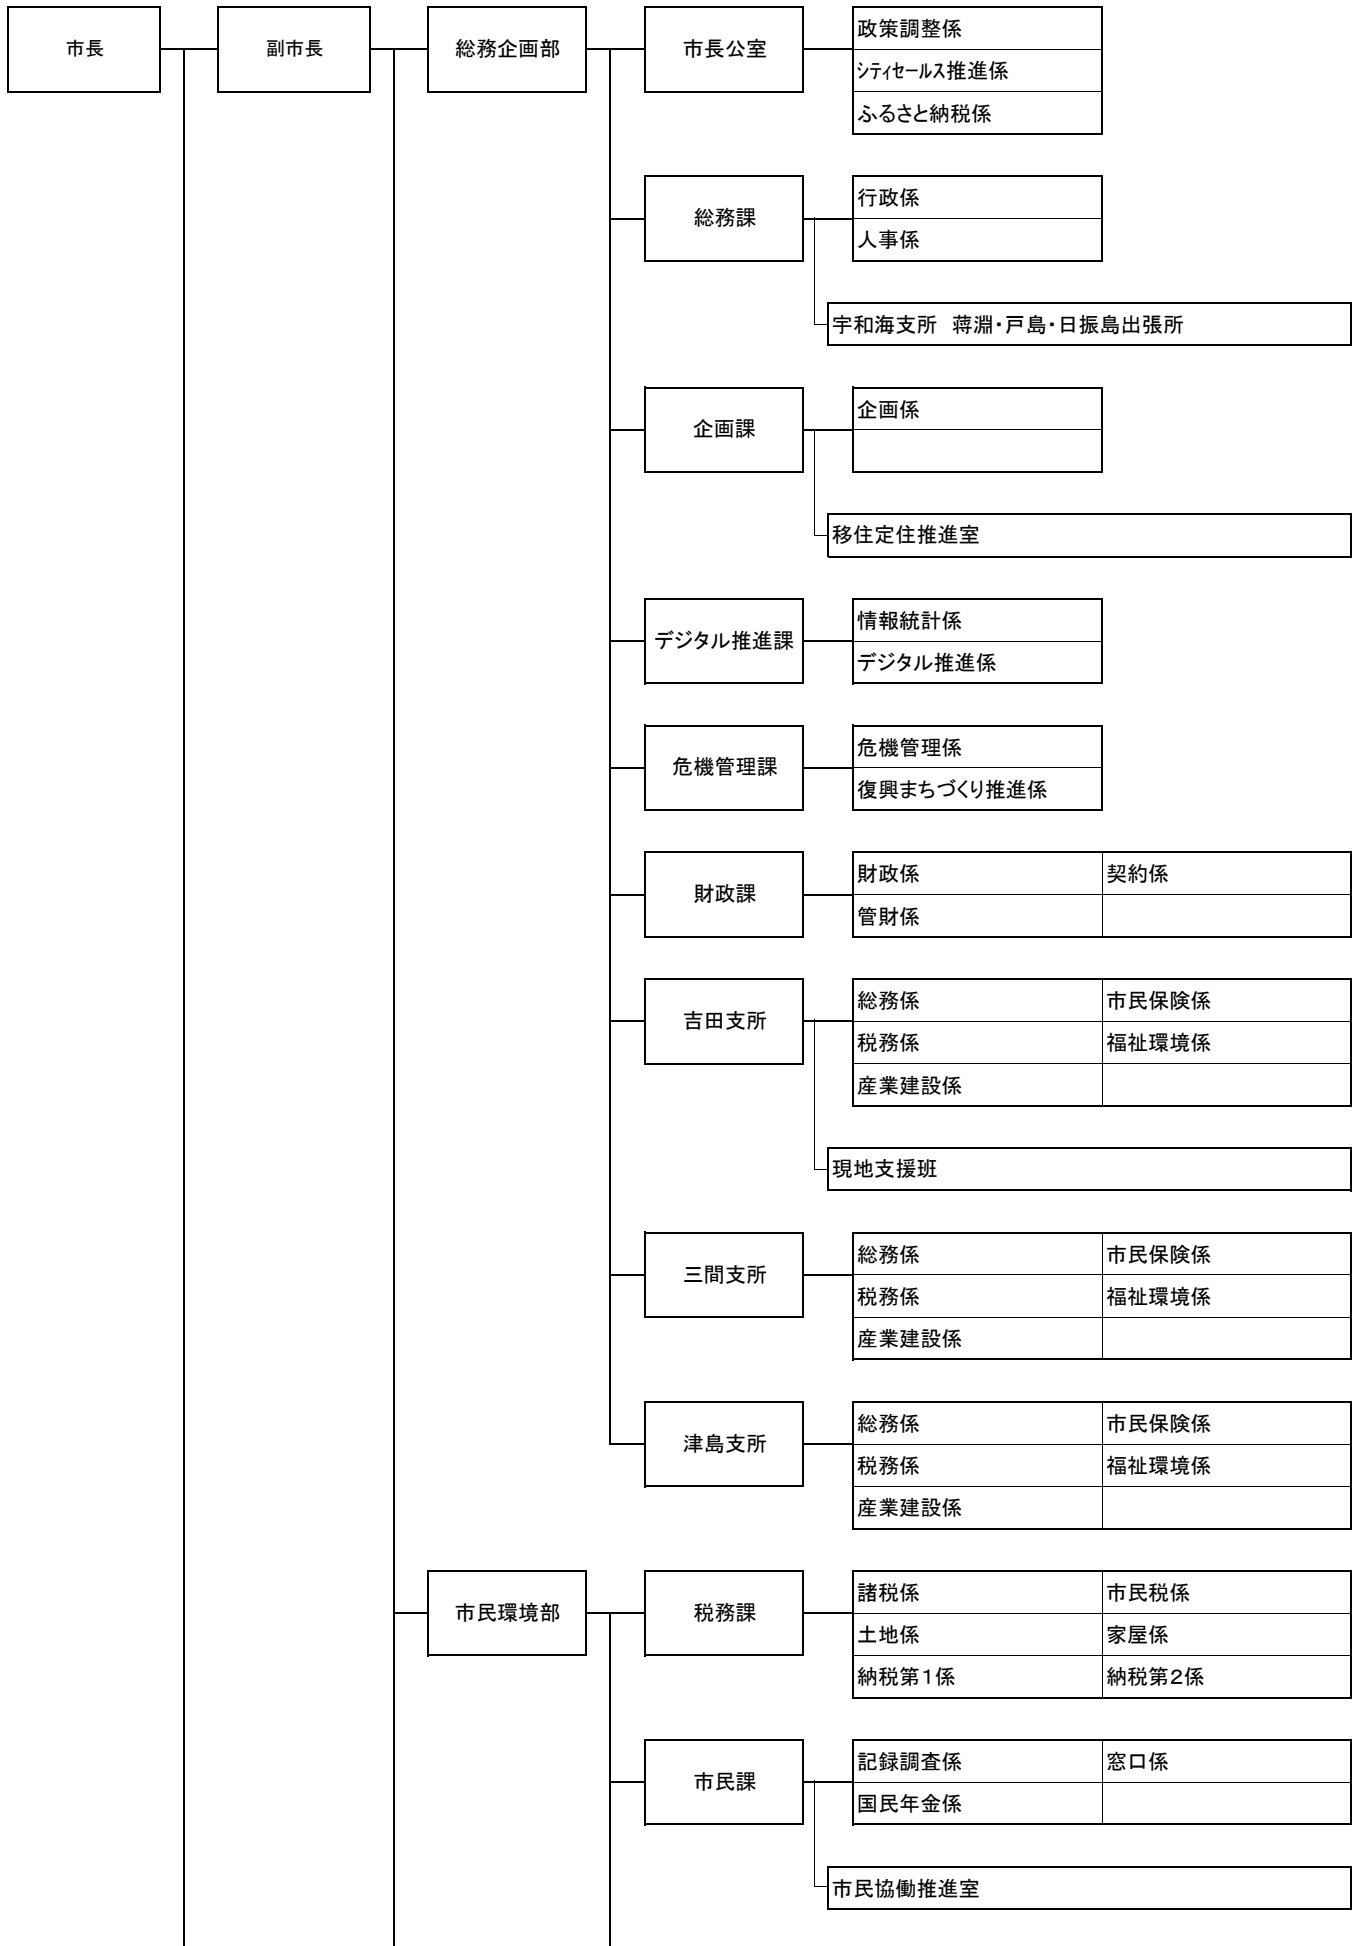 市長
副市長
総務企画部
市長公室
政策調整係
シティセールス推進係
ふるさと納税係
総務課
行政係
人事係
宇和海支所　蒋淵・戸島・日振島出張所
企画課
企画係
移住定住推進室
デジタル推進課
情報統計係
デジタル推進係
危機管理課
危機管理係
復興まちづくり推進係
財政課
財政係
契約係
管財係
吉田支所
総務係
市民保険係
税務係
福祉環境係
産業建設係
現地支援班
三間支所
総務係
市民保険係
税務係
福祉環境係
産業建設係
津島支所
総務係
市民保険係
税務係
福祉環境係
産業建設係
市民環境部
税務課
諸税係
市民税係
土地係
家屋係
納税第１係
納税第２係
市民課
記録調査係
窓口係
国民年金係
市民協働推進室